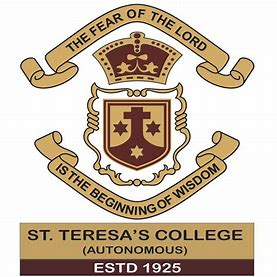 THE FEAR OF THE LORD
IS THE BEGINNING OF WISDOM
ST. TERESA'S COLLEGE
(AUTONOMOUS)
ESTD 1925